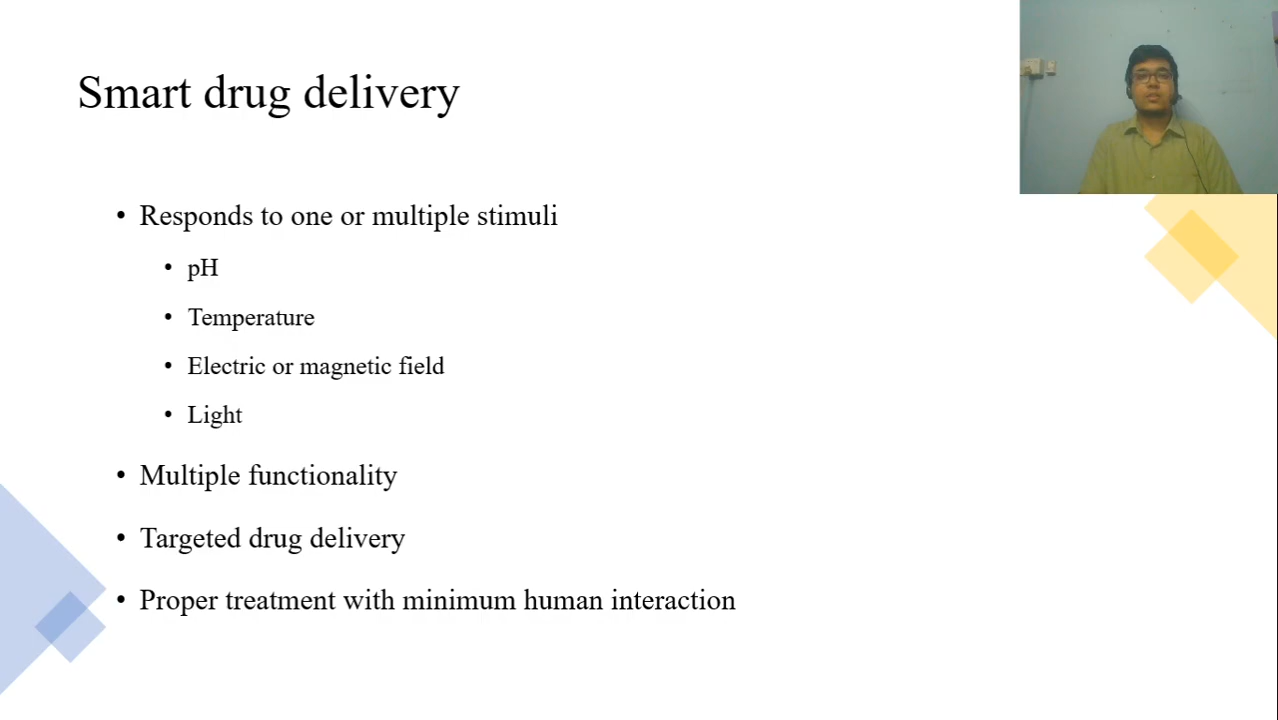 Smart drug delivery
• Responds to one or multiple stimuli
• pH
• Temperature
• Electric or magnetic field
• Light
• Multiple functionality
• Targeted drug delivery
• Proper treatment with minimum human interaction